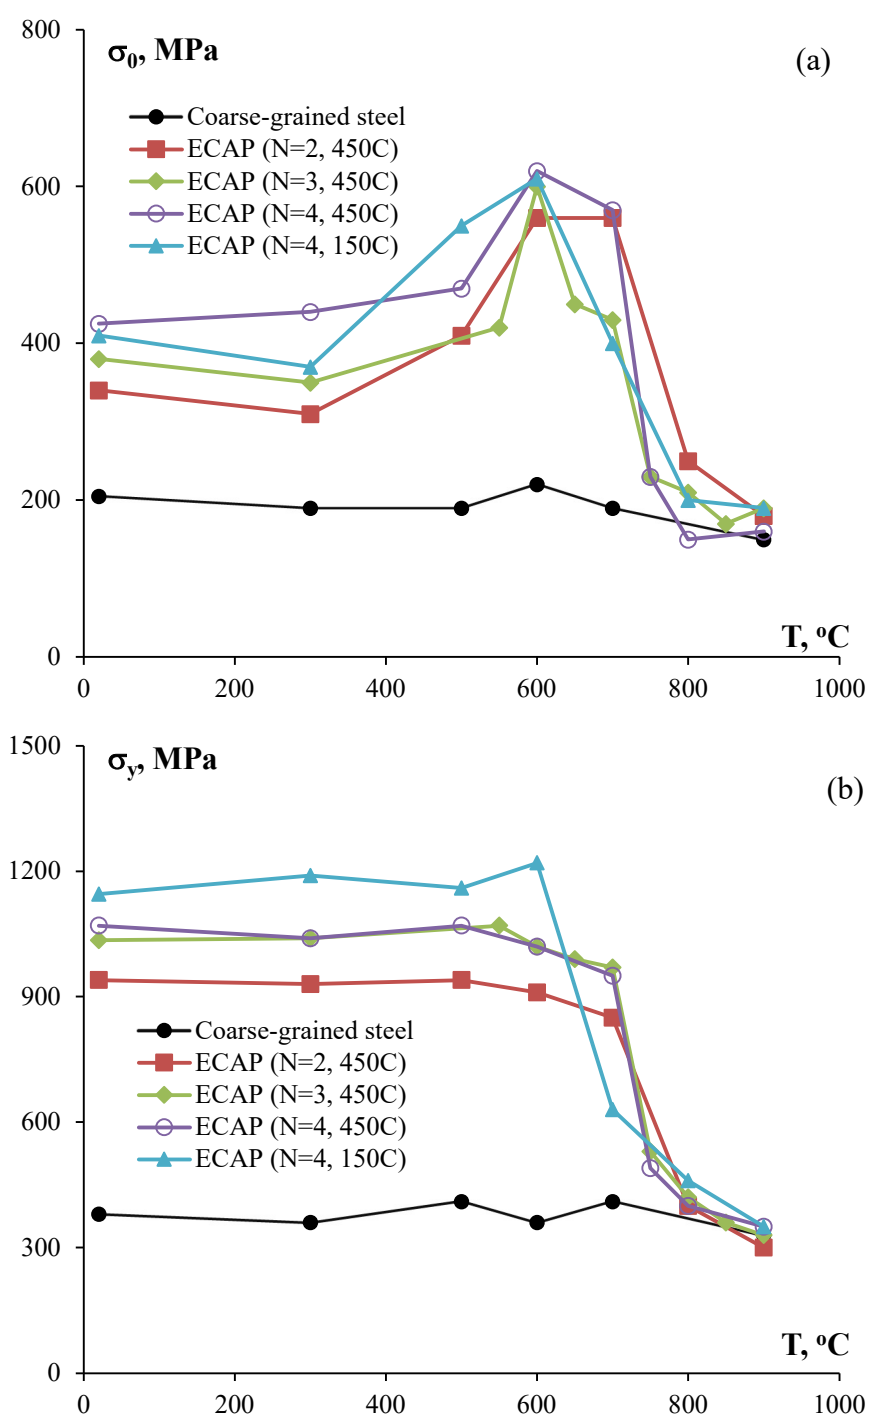 800
σ0, MPa
(a)
Coarse-grained steel
ECAP (N=2, 450C)
600
ECAP (N=3, 450C)
ECAP (N=4, 450C)
ECAP (N=4, 150C)
400
200
T, °C
0
0 200 400 600 800 1000
1500
σy, MPa
(b)
1200
900
Coarse-grained steel
ECAP (N=2, 450C)
ECAP (N=3, 450C)
600
ECAP (N=4, 450C)
ECAP (N=4, 150C)
300
T, °C
0
0 200 400 600 800 1000